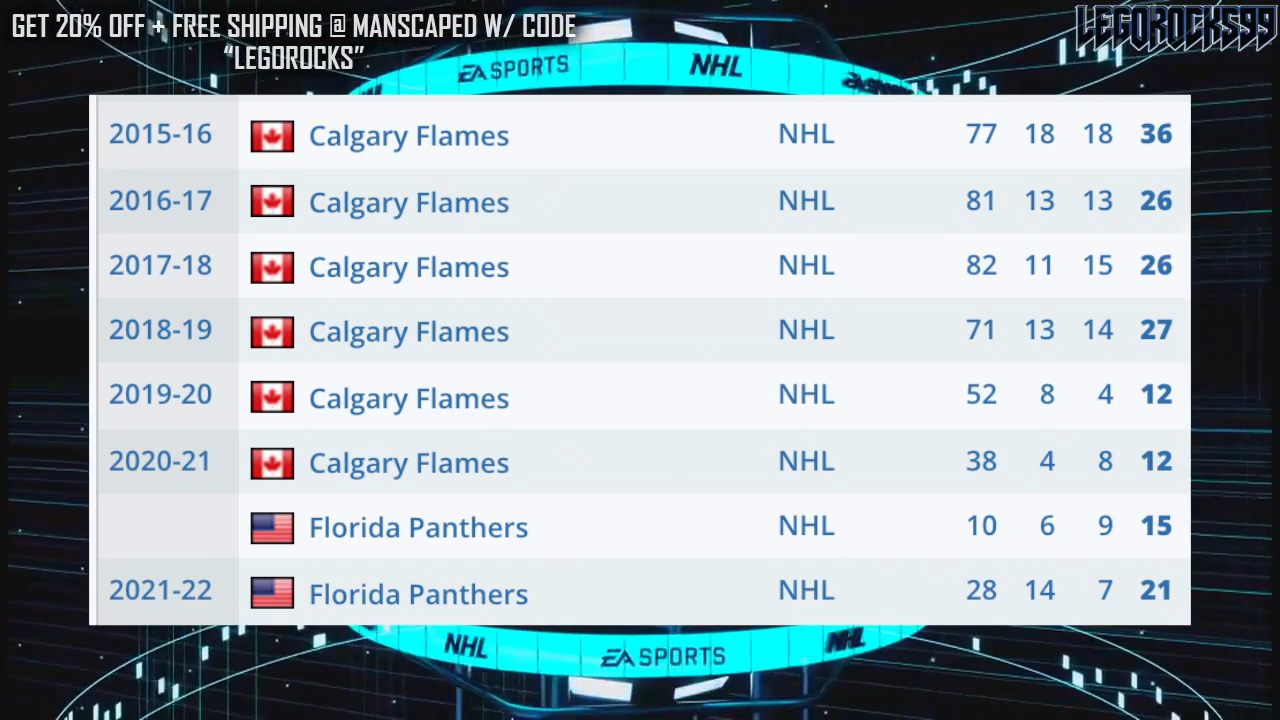 GET 20% OFF + FREE SHIPPING @ MANSCAPED W/ CODE
"LEGOROCKS"
LEGOROCKS99
EA SPORTS NHL
2015-16 Calgary Flames NHL 77 18 18 36
2016-17 Calgary Flames NHL 81 13 13 26
2017-18 Calgary Flames NHL 82 11 15 26
2018-19 Calgary Flames NHL 71 13 14 27
2019-20 Calgary Flames NHL 52 8 4 12
2020-21 Calgary Flames NHL 38 4 8 12
Florida Panthers NHL 10 6 9 15
2021-22 Florida Panthers NHL 28 14 7 21
NHL EA SPORTS NHL